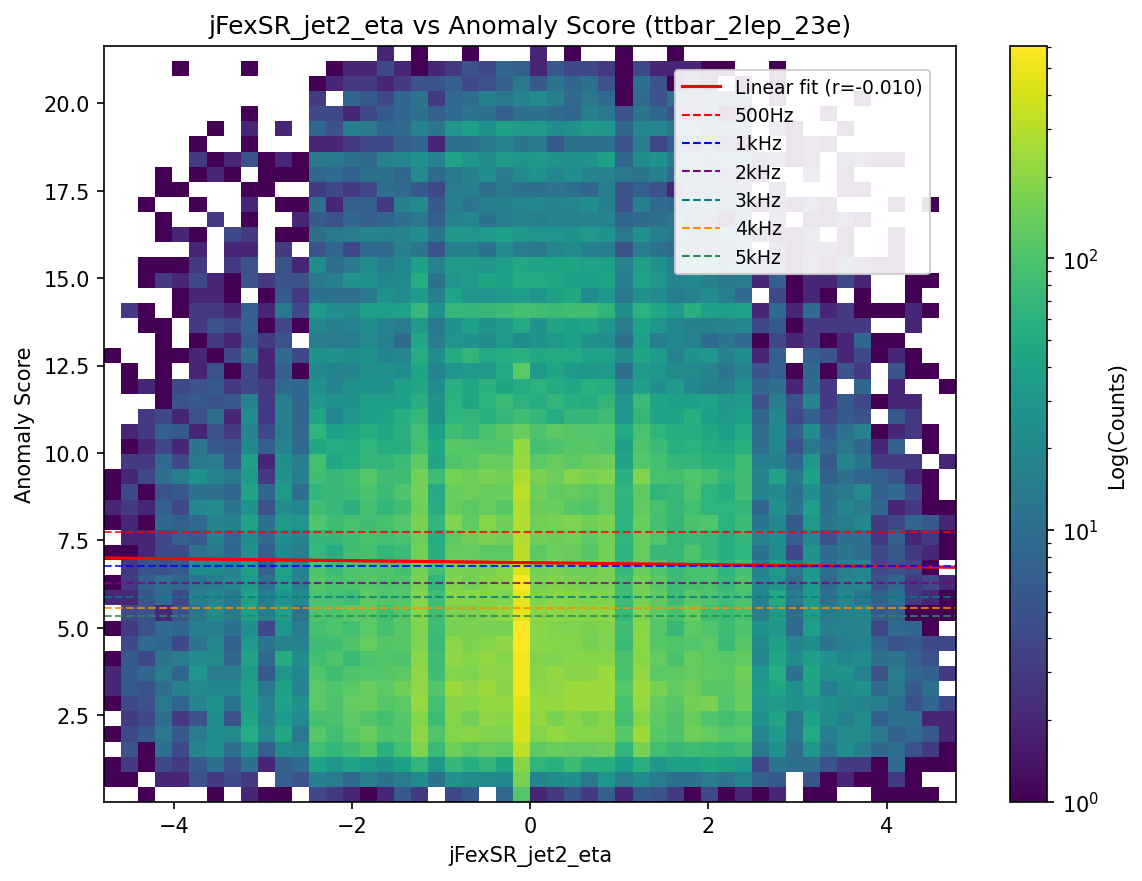 jFexSR_jet2_eta vs Anomaly Score (ttbar_2lep_23e)
Linear fit (r=-0.010)
500Hz
1kHz
2kHz
3kHz
4kHz
5kHz
20.0
17.5
15.0
12.5
10.0
7.5
5.0
2.5
Anomaly Score
−4
−2
0
2
4
jFexSR_jet2_eta
10²
10¹
10⁰
Log(Counts)